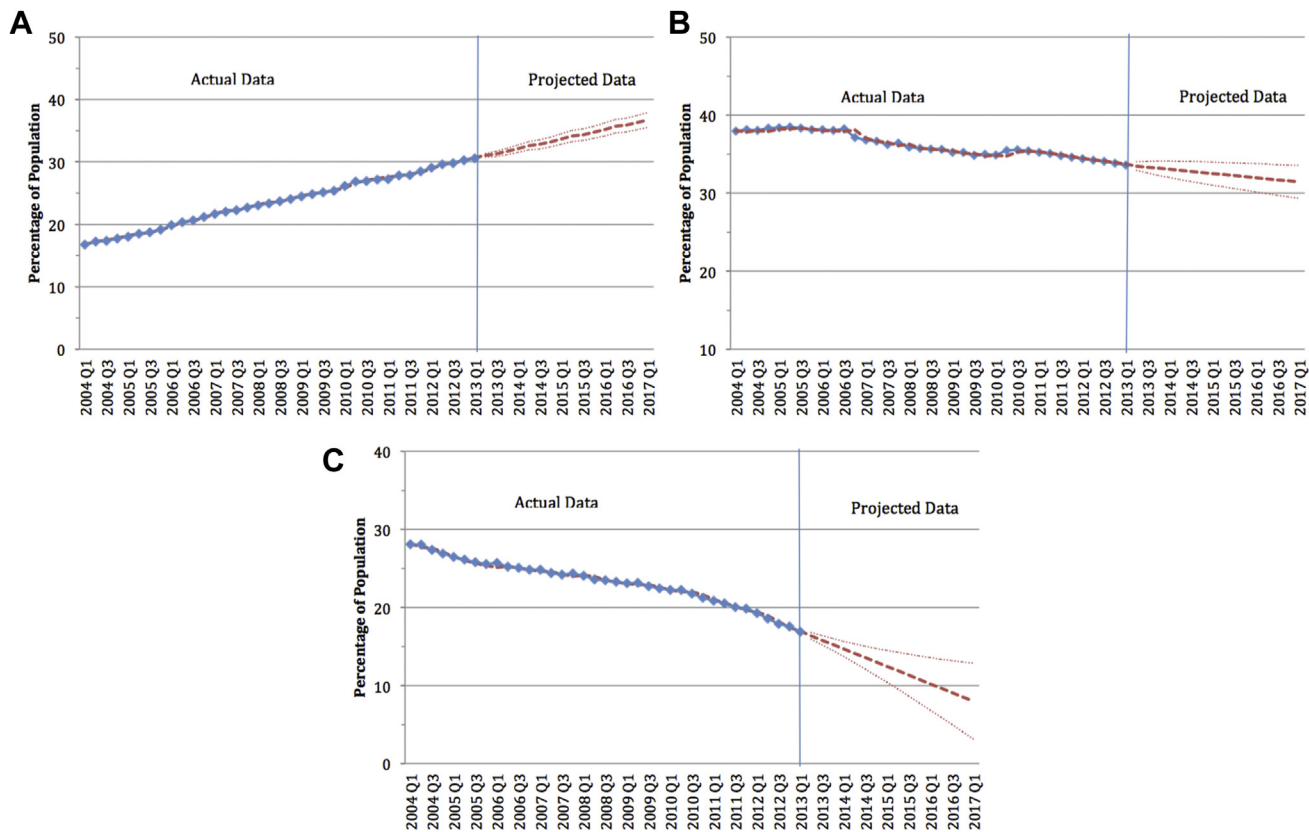 A
Percentage of Population
50
40
30
20
10
0
Actual Data
Projected Data
2004 Q1
2004 Q3
2005 Q1
2005 Q3
2006 Q1
2006 Q3
2007 Q1
2007 Q3
2008 Q1
2008 Q3
2009 Q1
2009 Q3
2010 Q1
2010 Q3
2011 Q1
2011 Q3
2012 Q1
2012 Q3
2013 Q1
2013 Q3
2014 Q1
2014 Q3
2015 Q1
2015 Q3
2016 Q1
2016 Q3
2017 Q1
B
Percentage of Population
50
40
30
20
10
Actual Data
Projected Data
2004 Q1
2004 Q3
2005 Q1
2005 Q3
2006 Q1
2006 Q3
2007 Q1
2007 Q3
2008 Q1
2008 Q3
2009 Q1
2009 Q3
2010 Q1
2010 Q3
2011 Q1
2011 Q3
2012 Q1
2012 Q3
2013 Q1
2013 Q3
2014 Q1
2014 Q3
2015 Q1
2015 Q3
2016 Q1
2016 Q3
2017 Q1
C
Percentage of Population
40
30
20
10
0
Actual Data
Projected Data
2004 Q1
2004 Q3
2005 Q1
2005 Q3
2006 Q1
2006 Q3
2007 Q1
2007 Q3
2008 Q1
2008 Q3
2009 Q1
2009 Q3
2010 Q1
2010 Q3
2011 Q1
2011 Q3
2012 Q1
2012 Q3
2013 Q1
2013 Q3
2014 Q1
2014 Q3
2015 Q1
2015 Q3
2016 Q1
2016 Q3
2017 Q1